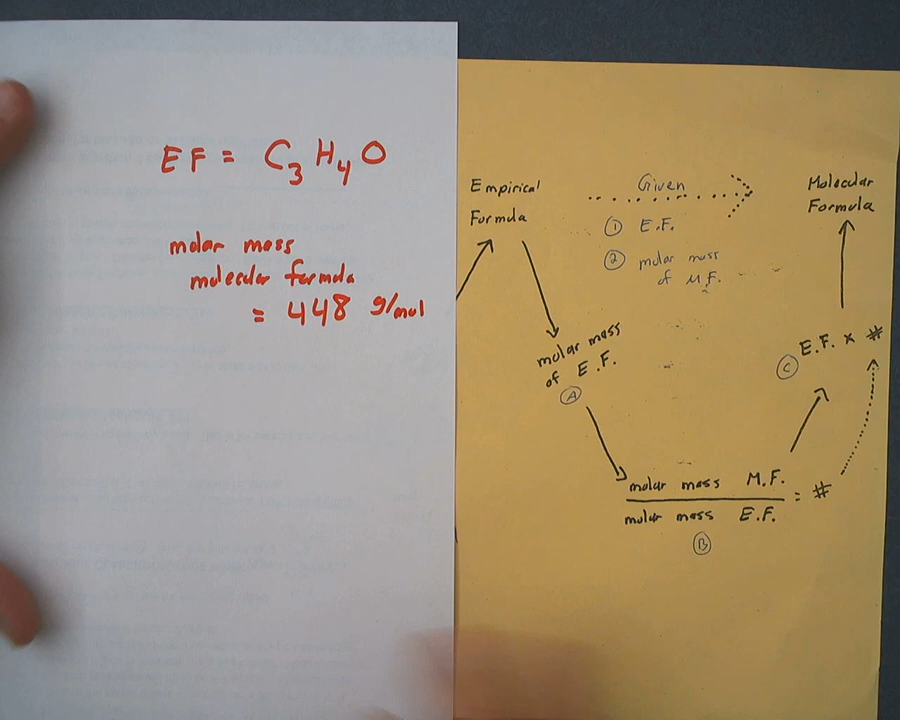 EF = C₃H₄O
molar mass
molecular formula
= 448 g/mol
Empirical
Formula
Given
① E.F.
② molar mass
of M.F.
Molecular
Formula
molar mass
of E.F.
Ⓐ
molar mass M.F.
molar mass E.F.
= #
Ⓑ
Ⓒ E.F. × #